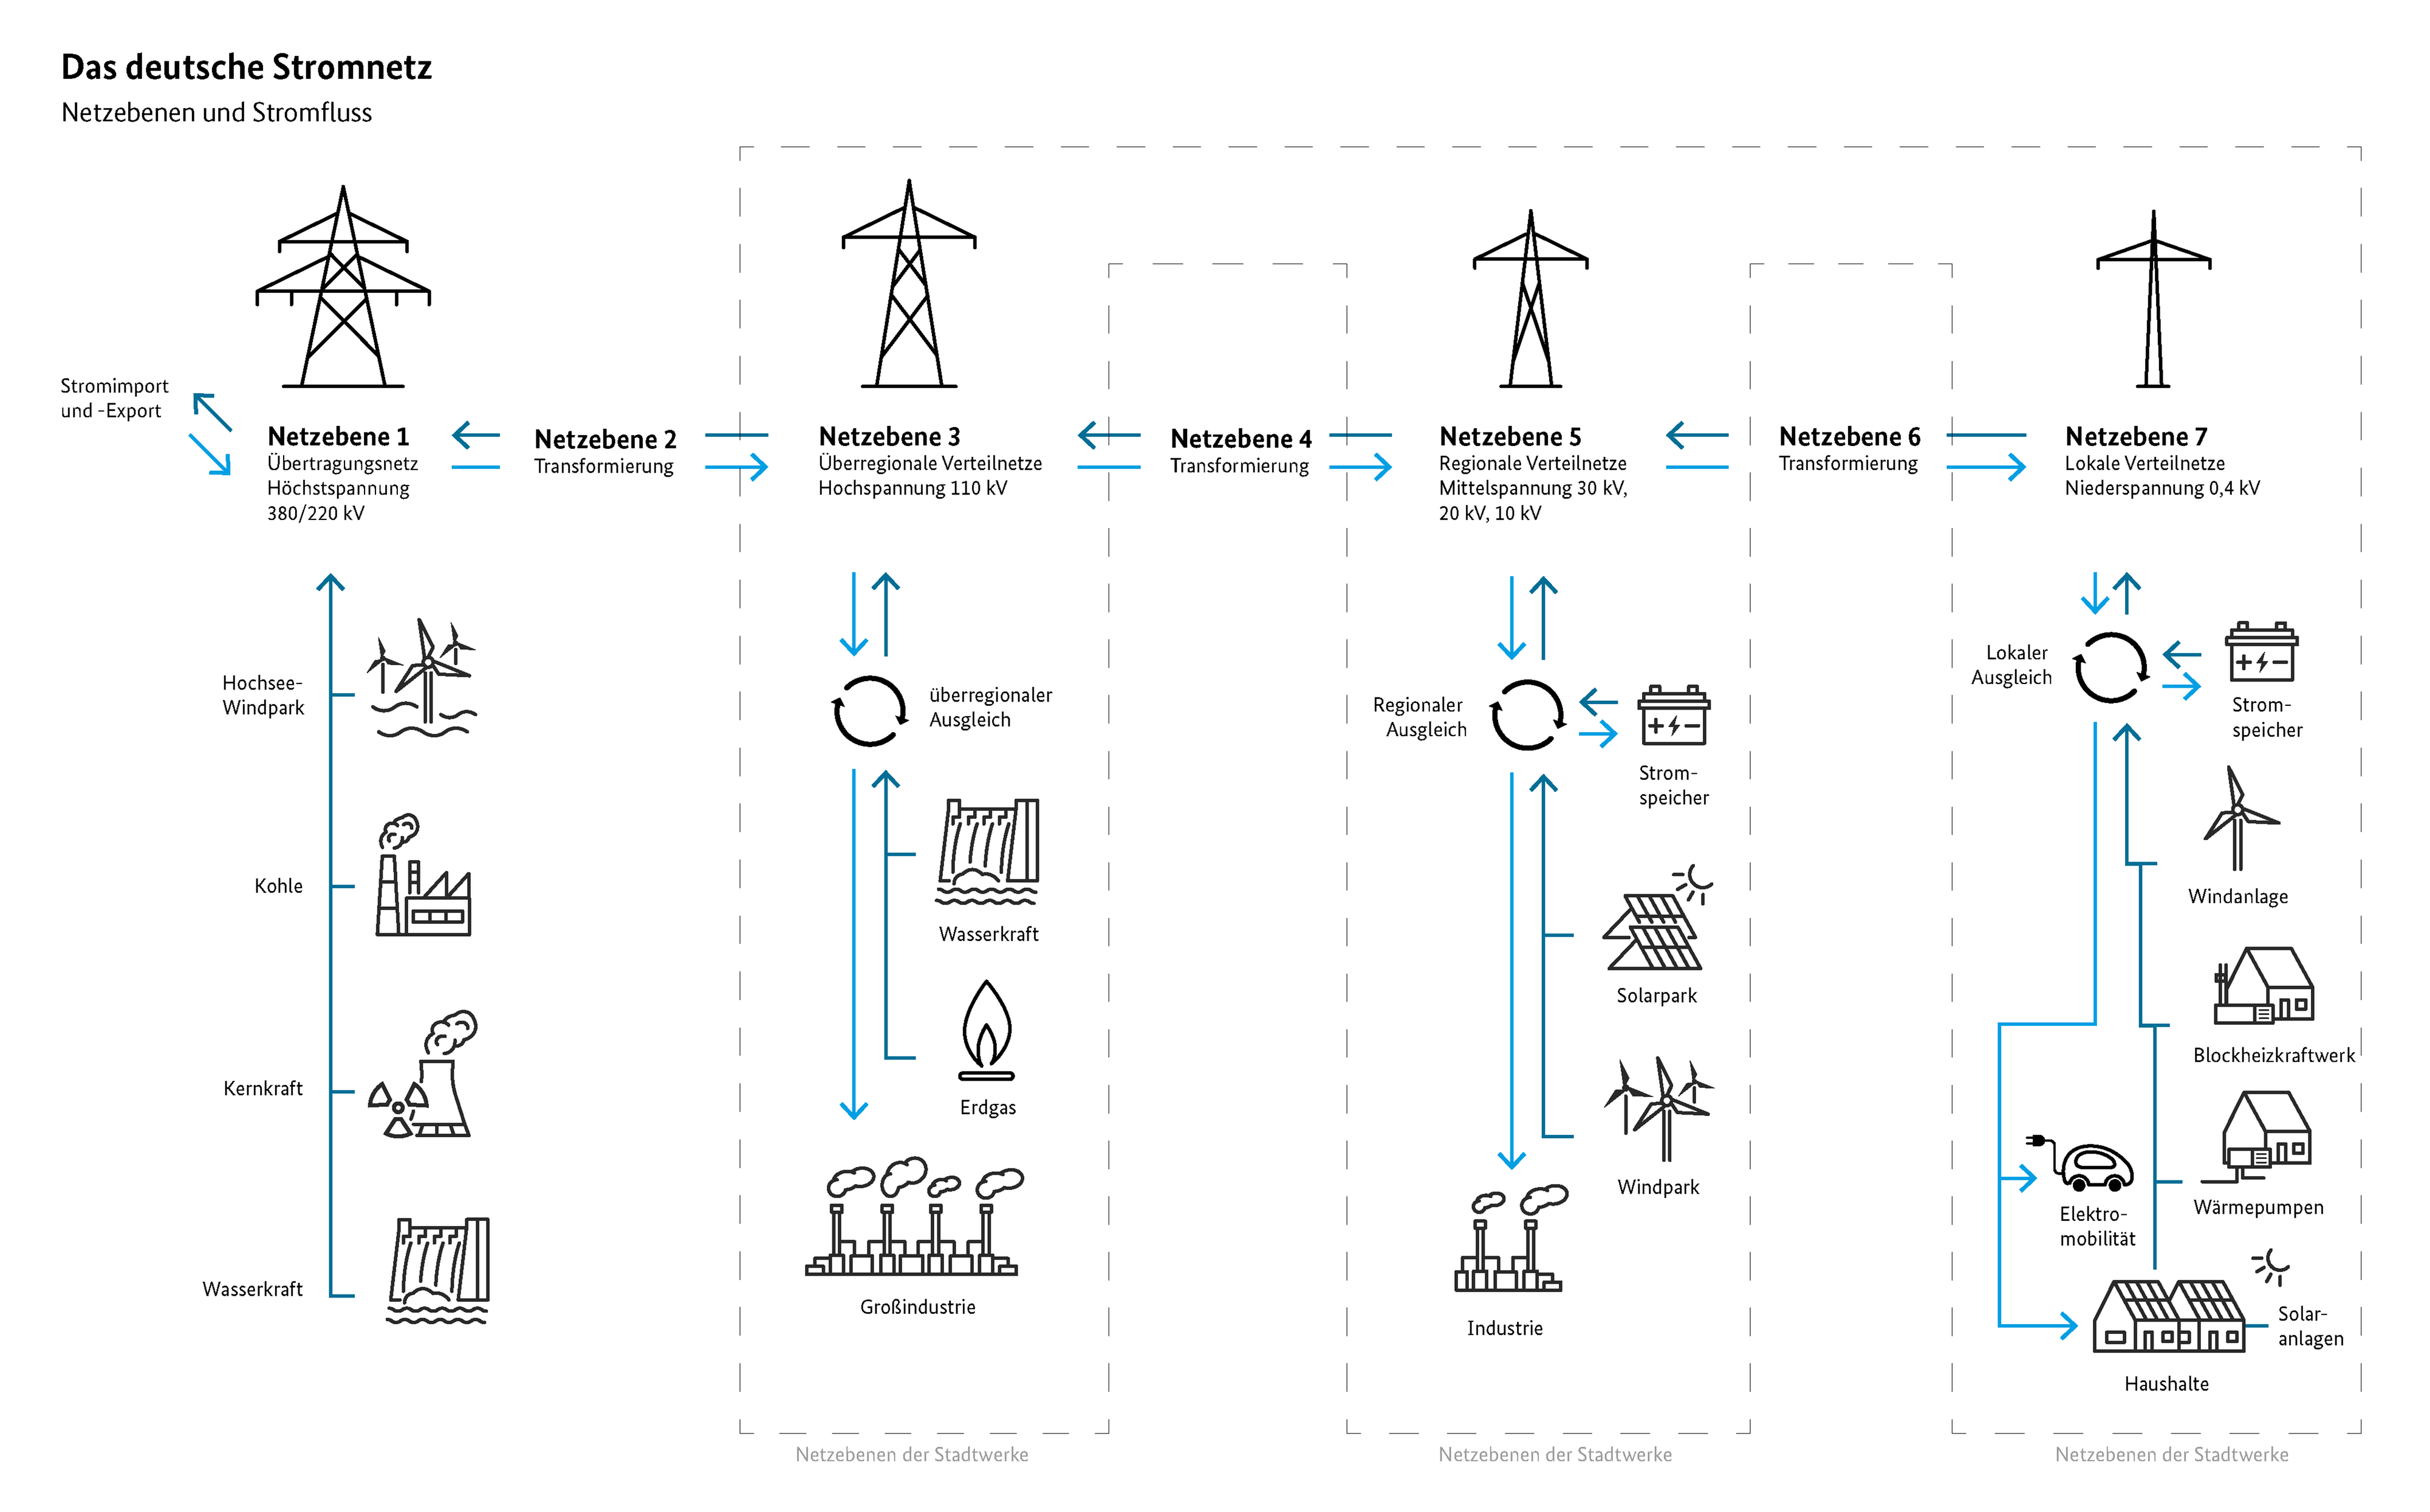 Das deutsche Stromnetz
Netzebenen und Stromfluss
Stromimport
und -Export
Netzebene 1
Übertragungsnetz
Höchstspannung
380/220 kV
Netzebene 2
Transformierung
Netzebene 3
Überregionale Verteilnetze
Hochspannung 110 kV
Netzebene 4
Transformierung
Netzebene 5
Regionale Verteilnetze
Mittelspannung 30 kV,
20 kV, 10 kV
Netzebene 6
Transformierung
Netzebene 7
Lokale Verteilnetze
Niederspannung 0,4 kV
Hochsee-
Windpark
Kohle
Kernkraft
Wasserkraft
überregionaler
Ausgleich
Wasserkraft
Erdgas
Großindustrie
Netzebenen der Stadtwerke
Regionaler
Ausgleich
Strom-
speicher
Solarpark
Windpark
Industrie
Netzebenen der Stadtwerke
Lokaler
Ausgleich
Strom-
speicher
Windanlage
Blockheizkraftwerk
Wärmepumpen
Elektro-
mobilität
Solar-
anlagen
Haushalte
Netzebenen der Stadtwerke